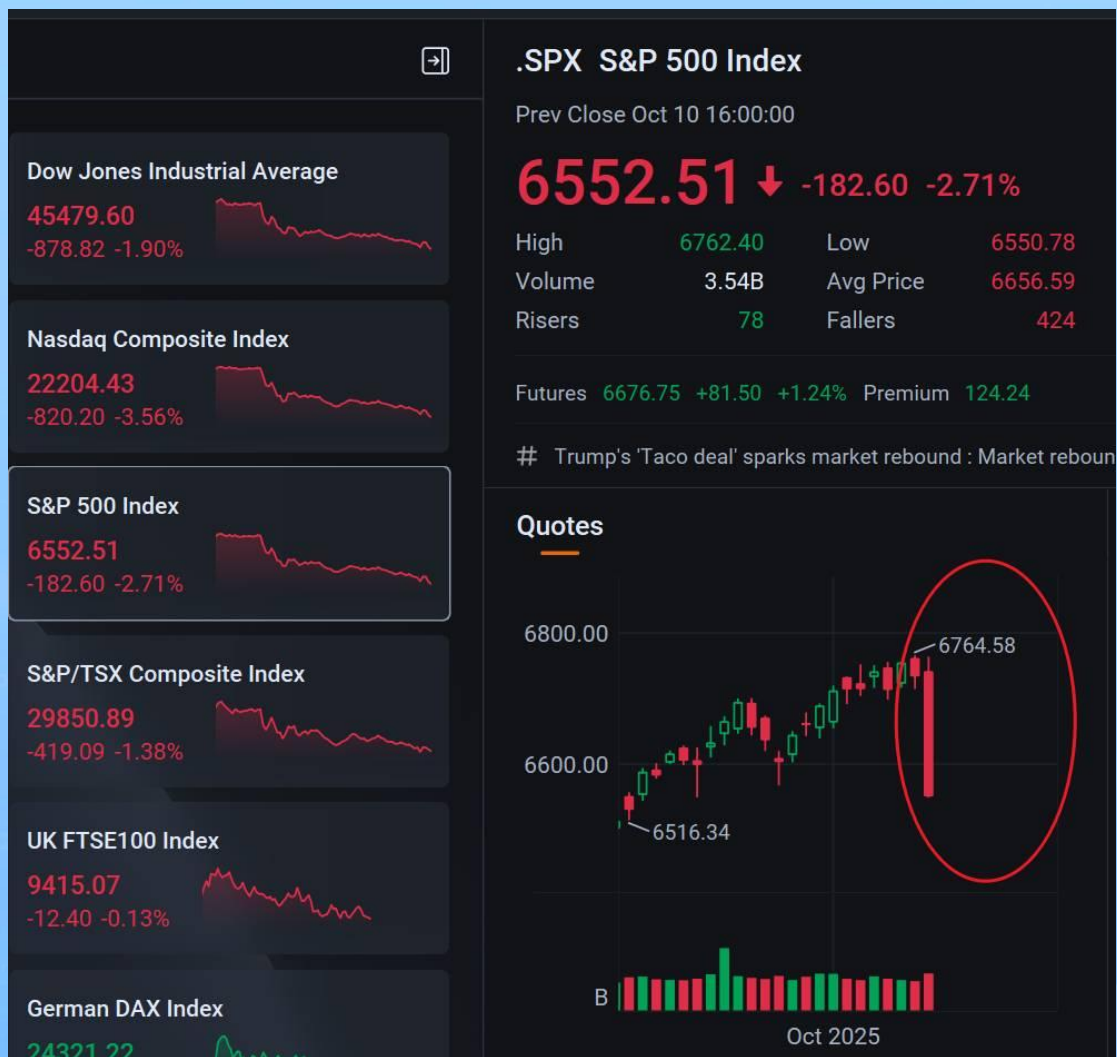 Dow Jones Industrial Average
45479.60
-878.82 -1.90%
Nasdaq Composite Index
22204.43
-820.20 -3.56%
S&P 500 Index
6552.51
-182.60 -2.71%
S&P/TSX Composite Index
29850.89
-419.09 -1.38%
UK FTSE100 Index
9415.07
-12.40 -0.13%
German DAX Index
24321.22
.SPX S&P 500 Index
Prev Close Oct 10 16:00:00
6552.51 -182.60 -2.71%
High 6762.40 Low 6550.78
Volume 3.54B Avg Price 6656.59
Risers 78 Fallers 424
Futures 6676.75 +81.50 +1.24% Premium 124.24
# Trump's 'Taco deal' sparks market rebound : Market reboun
Quotes
6800.00
6764.58
6600.00
6516.34
B
Oct 2025